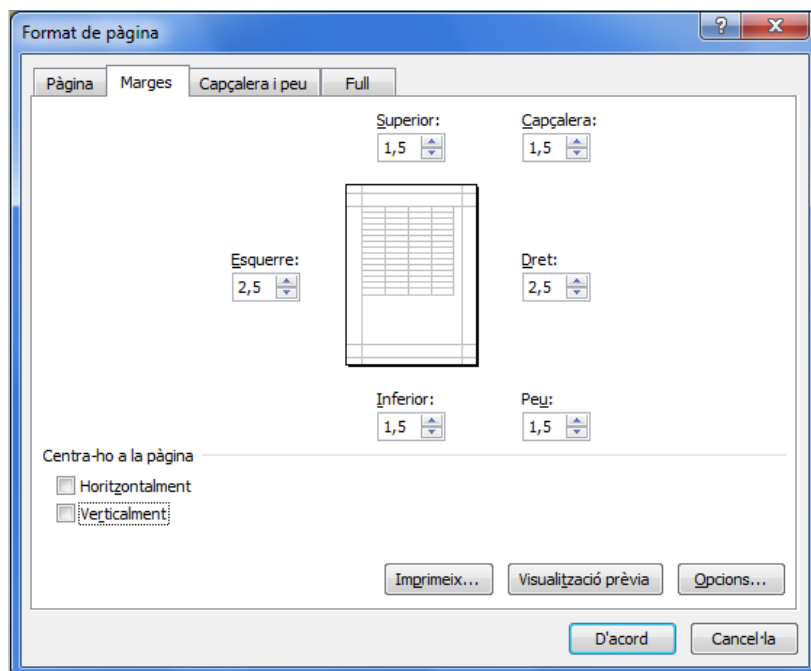 Format de pàgina
Pàgina Marges Capçalera i peu Full
Superior: Capçalera:
1,5 1,5
Esquerre: Dret:
2,5 2,5
Inferior: Peu:
1,5 1,5
Centra-ho a la pàgina
Horitzontalment
Verticalment
Imprimeix... Visualització prèvia Opcions...
D'acord Cancel·la